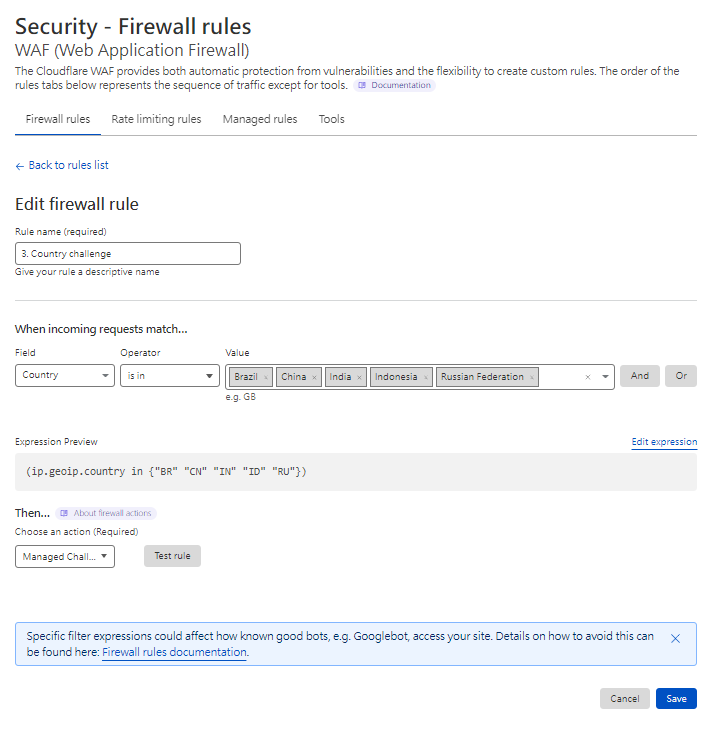 Security - Firewall rules
WAF (Web Application Firewall)
The Cloudflare WAF provides both automatic protection from vulnerabilities and the flexibility to create custom rules. The order of the
rules tabs below represents the sequence of traffic except for tools. Documentation
Firewall rules Rate limiting rules Managed rules Tools
← Back to rules list
Edit firewall rule
Rule name (required)
3. Country challenge
Give your rule a descriptive name
When incoming requests match...
Field Operator Value
Country is in Brazil × China × India × Indonesia × Russian Federation × × And Or
e.g. GB
Expression Preview Edit expression
(ip.geoip.country in {"BR" "CN" "IN" "ID" "RU"})
Then... About firewall actions
Choose an action (Required)
Managed Chall... Test rule
Specific filter expressions could affect how known good bots, e.g. Googlebot, access your site. Details on how to avoid this can
be found here: Firewall rules documentation.
Cancel Save